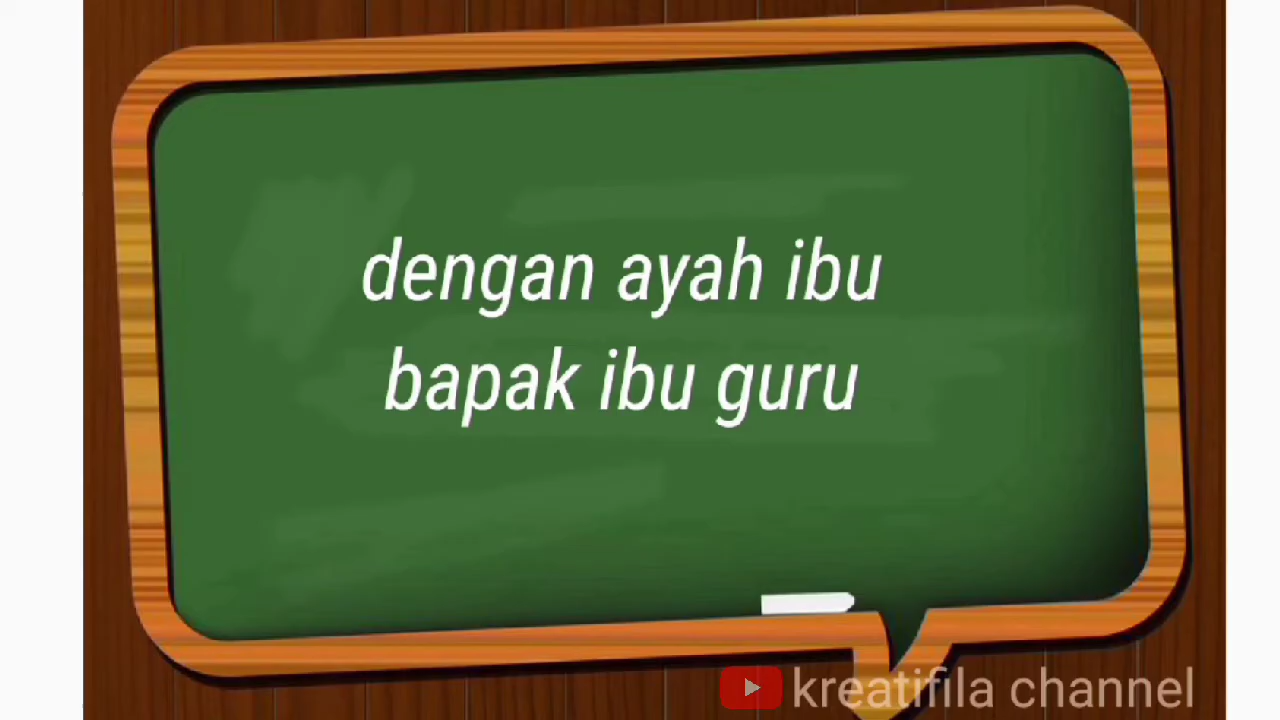 dengan ayah ibu
bapak ibu guru
kreatifila channel